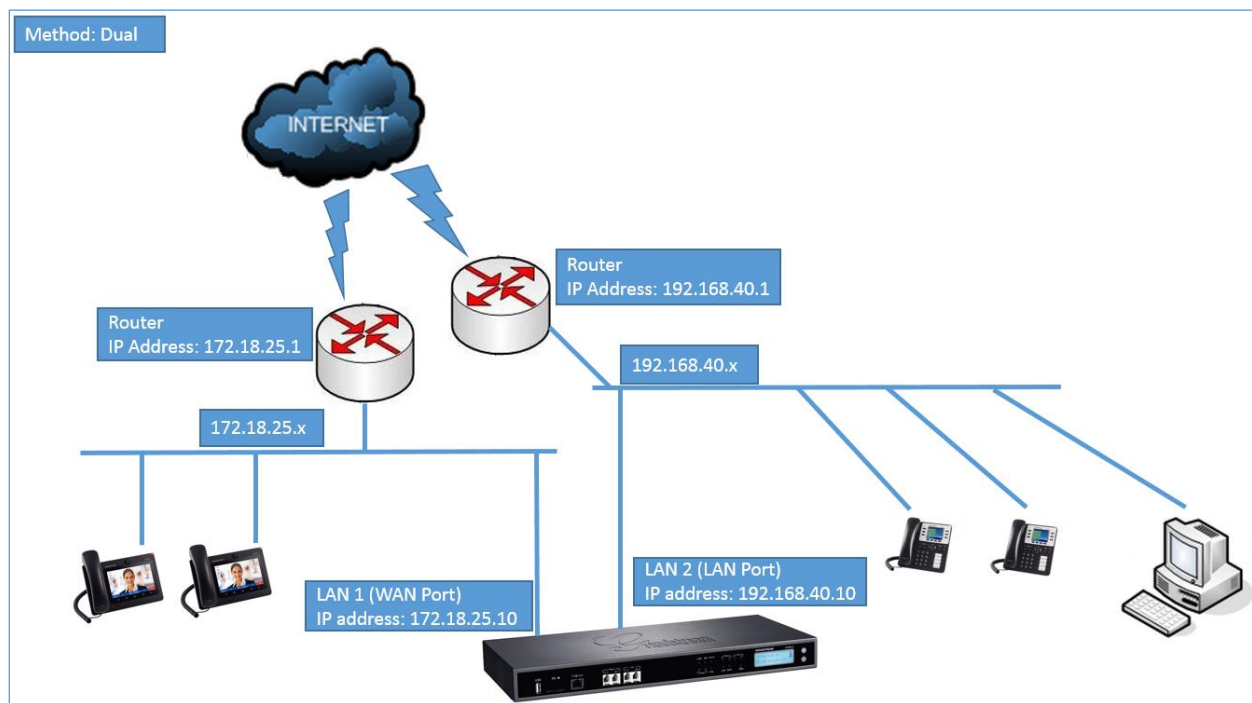 Method: Dual
INTERNET
Router
IP Address: 192.168.40.1
Router
IP Address: 172.18.25.1
192.168.40.x
172.18.25.x
LAN 1 (WAN Port)
IP address: 172.18.25.10
LAN 2 (LAN Port)
IP address: 192.168.40.10
Grandstream